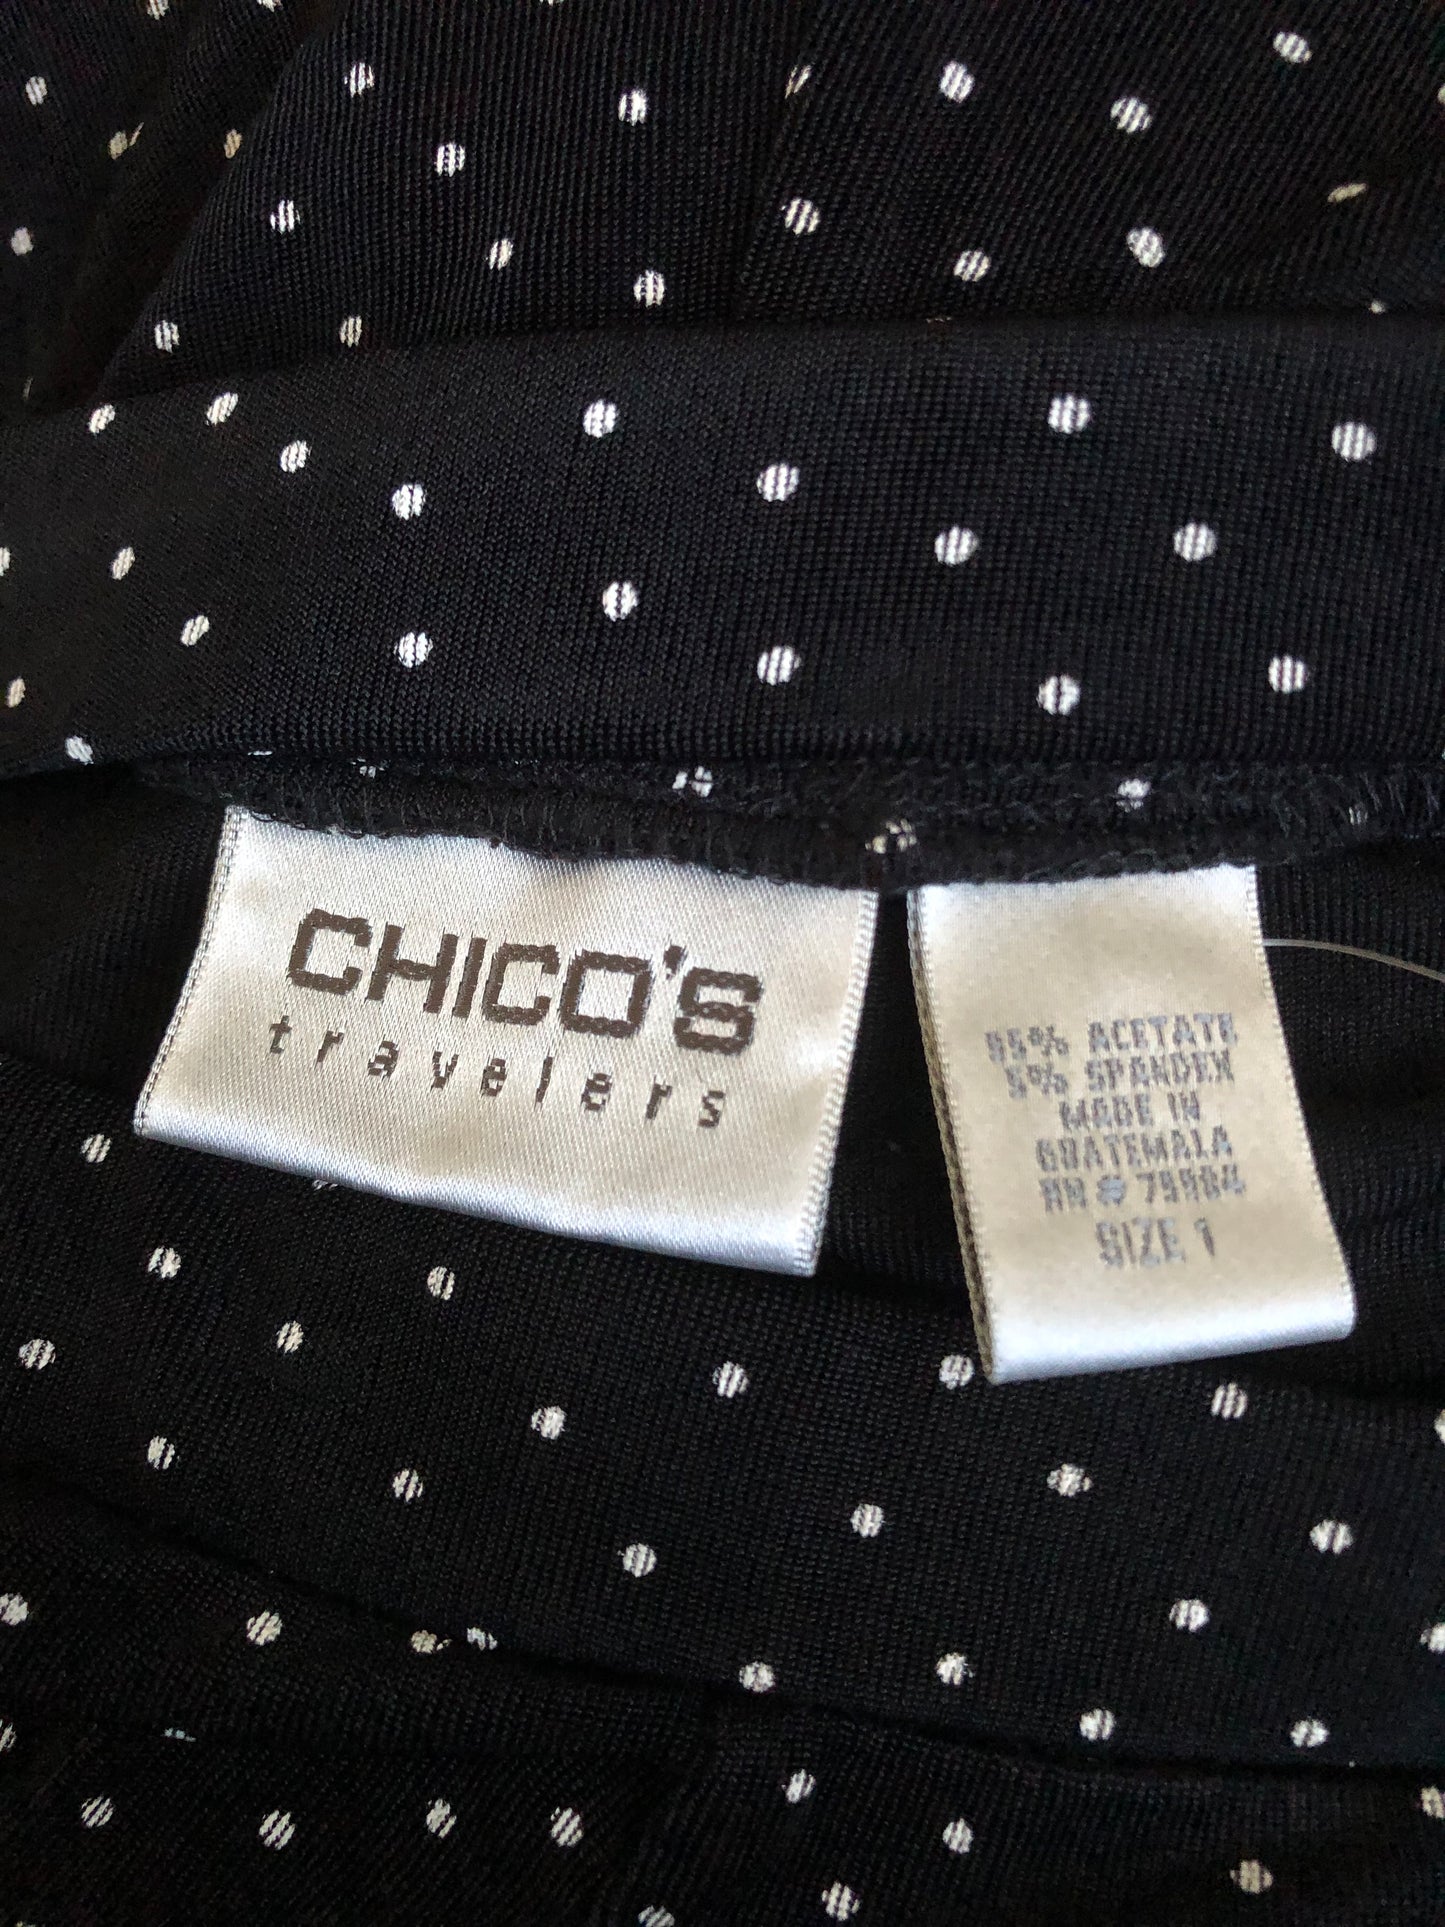 CHICO'S
travelers
95% ACETATE
5% SPANDEX
MADE IN
GUATEMALA
RN # 79984
SIZE 1